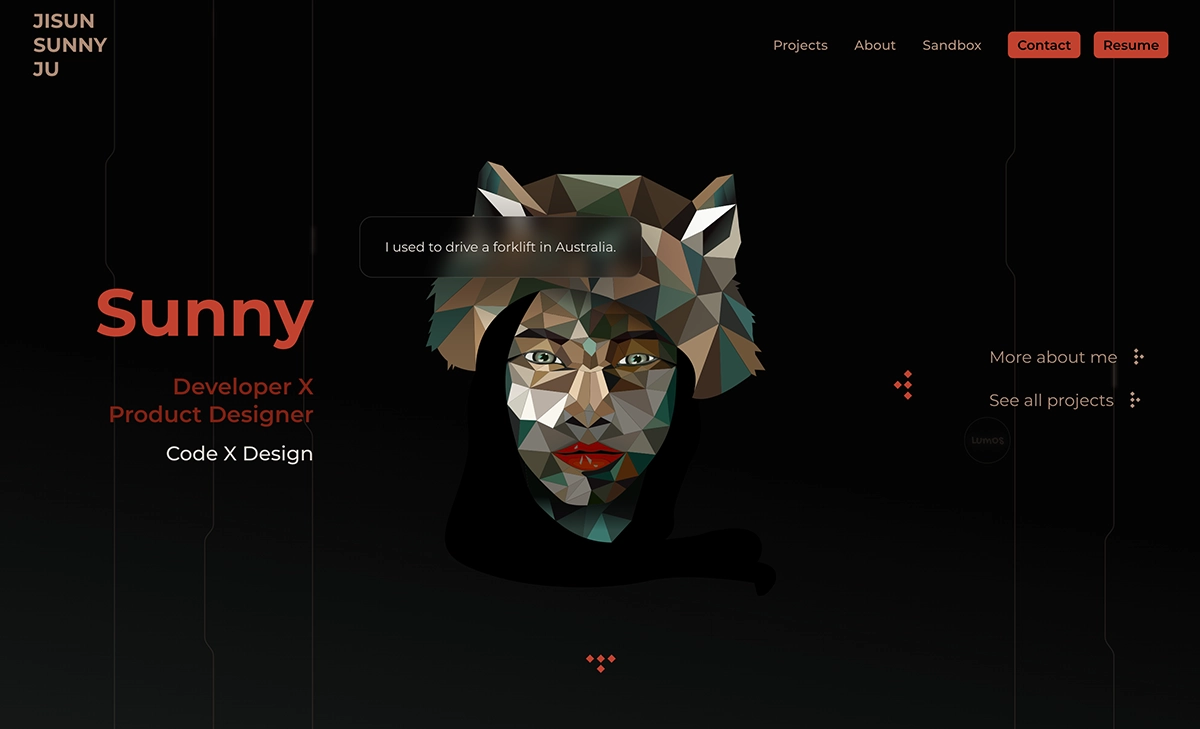 JISUN
SUNNY
JU
Projects
About
Sandbox
Contact
Resume
I used to drive a forklift in Australia.
Sunny
Developer X
Product Designer
Code X Design
More about me
See all projects
LUMOS